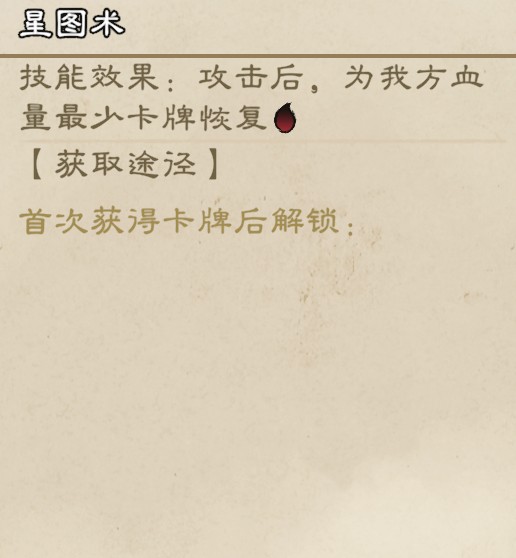 星图术
技能效果：攻击后，为我方血
量最少卡牌恢复
【获取途径】
首次获得卡牌后解锁：